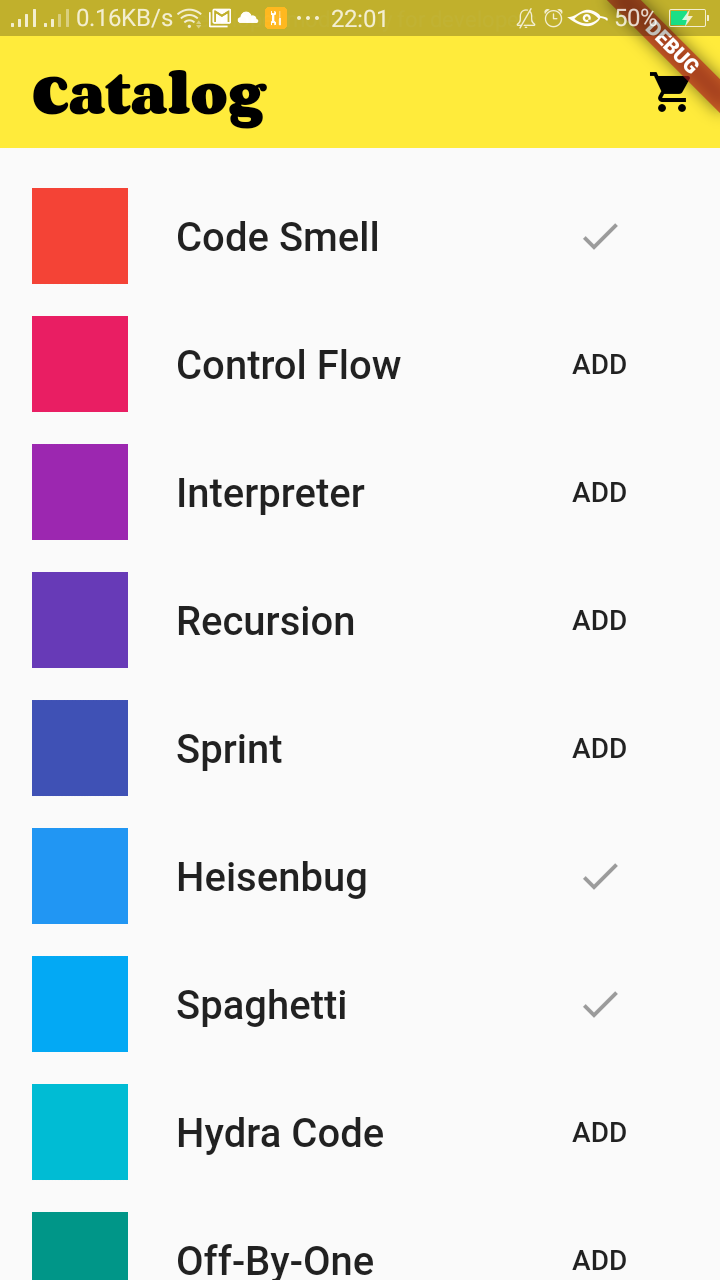 0.16KB/s ... 22:01 50%
DEBUG
Catalog
Code Smell
Control Flow ADD
Interpreter ADD
Recursion ADD
Sprint ADD
Heisenbug
Spaghetti
Hydra Code ADD
Off-By-One ADD